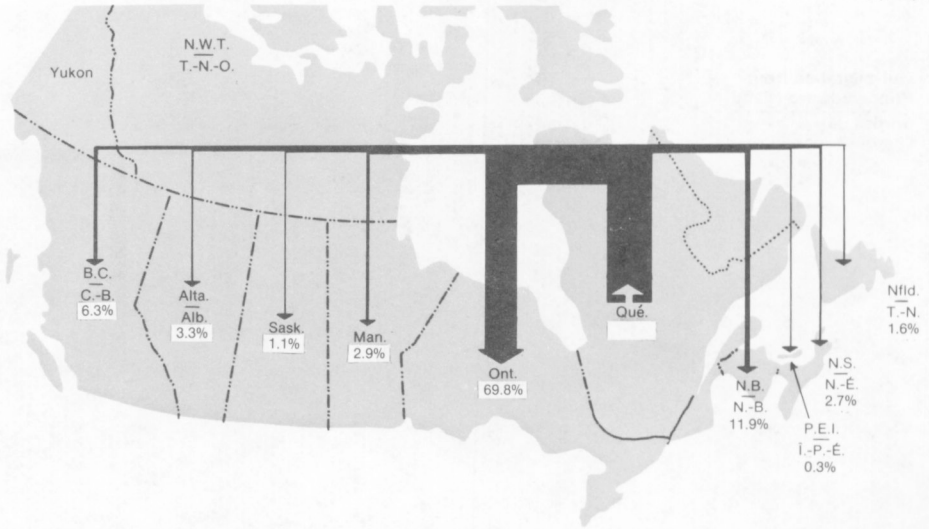 N.W.T.
T.-N.-O.
Yukon
B.C.
C.-B.
6.3%
Alta.
Alb.
3.3%
Sask.
1.1%
Man.
2.9%
Ont.
69.8%
Qué.
N.B.
N.-B.
11.9%
P.E.I.
Î.-P.-É.
0.3%
N.S.
N.-É.
2.7%
Nfld.
T.-N.
1.6%